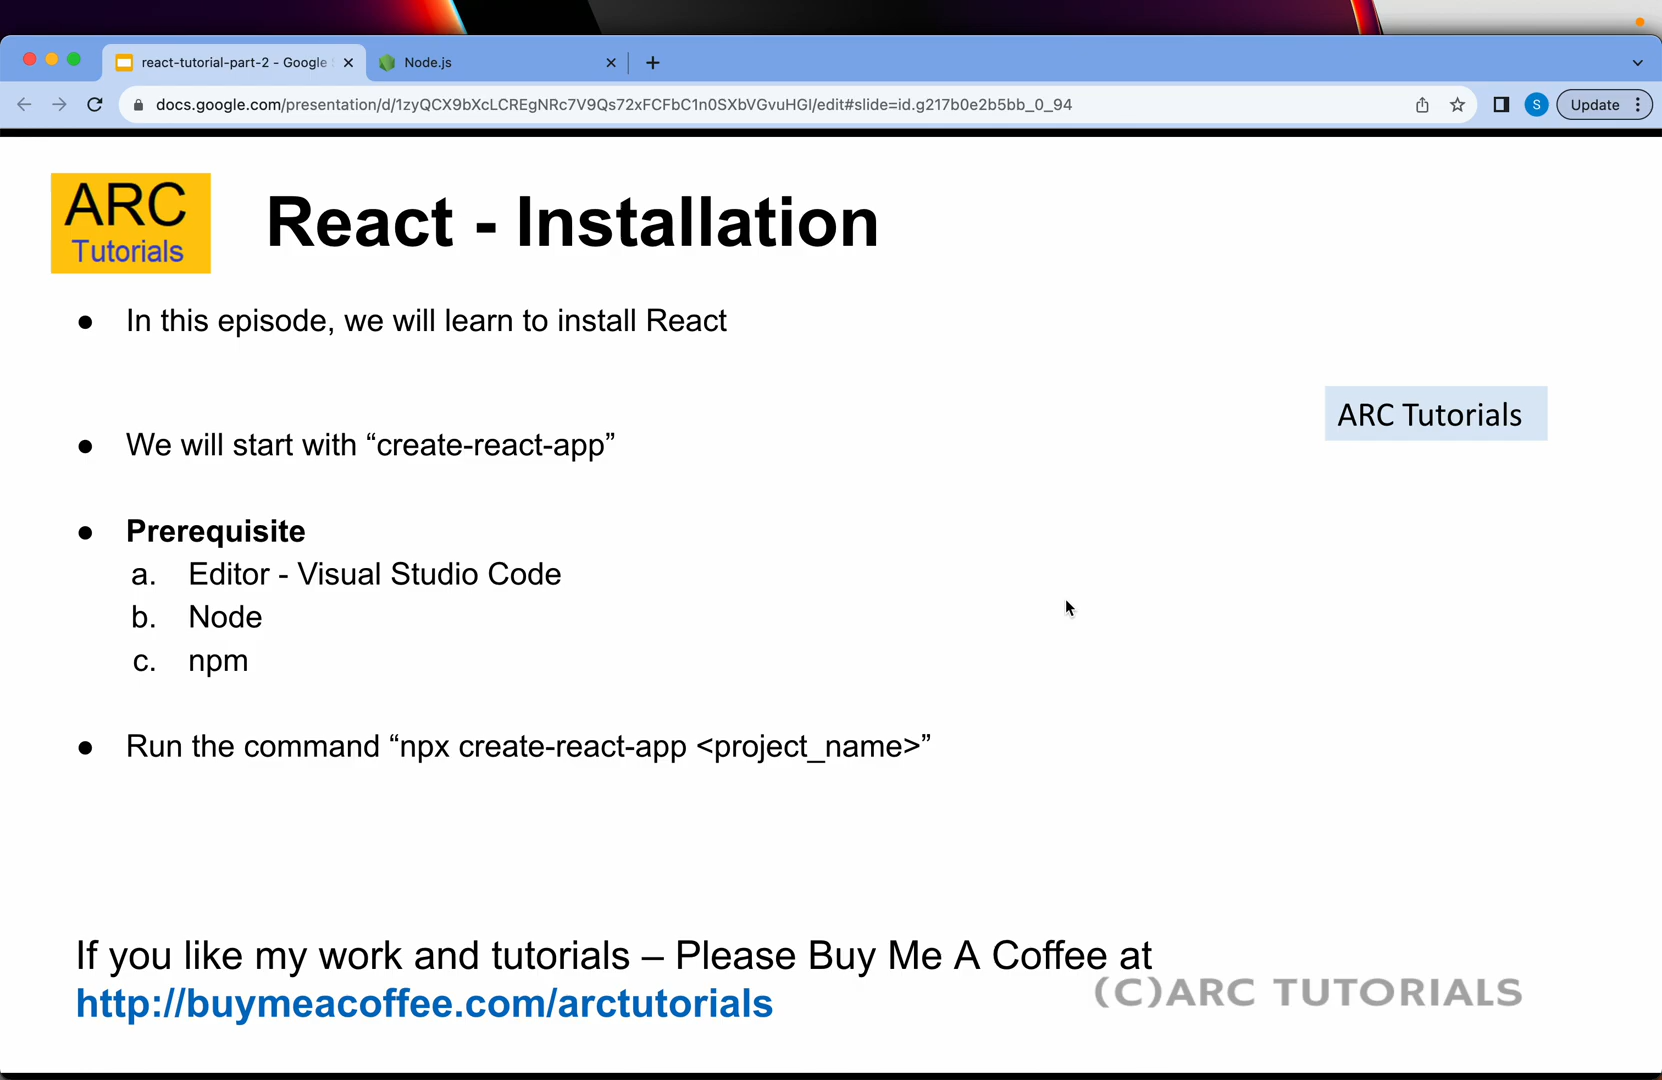 react-tutorial-part-2 - Google
Node.js
docs.google.com/presentation/d/1zyQCX9bXcLCREgNRc7V9Qs72xFCFbC1n0SXbVGvuHGI/edit#slide=id.g217b0e2b5bb_0_94
S
Update
ARC
Tutorials
React - Installation
● In this episode, we will learn to install React
ARC Tutorials
● We will start with “create-react-app”
● Prerequisite
a. Editor - Visual Studio Code
b. Node
c. npm
● Run the command “npx create-react-app <project_name>”
If you like my work and tutorials – Please Buy Me A Coffee at
http://buymeacoffee.com/arctutorials
(C)ARC TUTORIALS